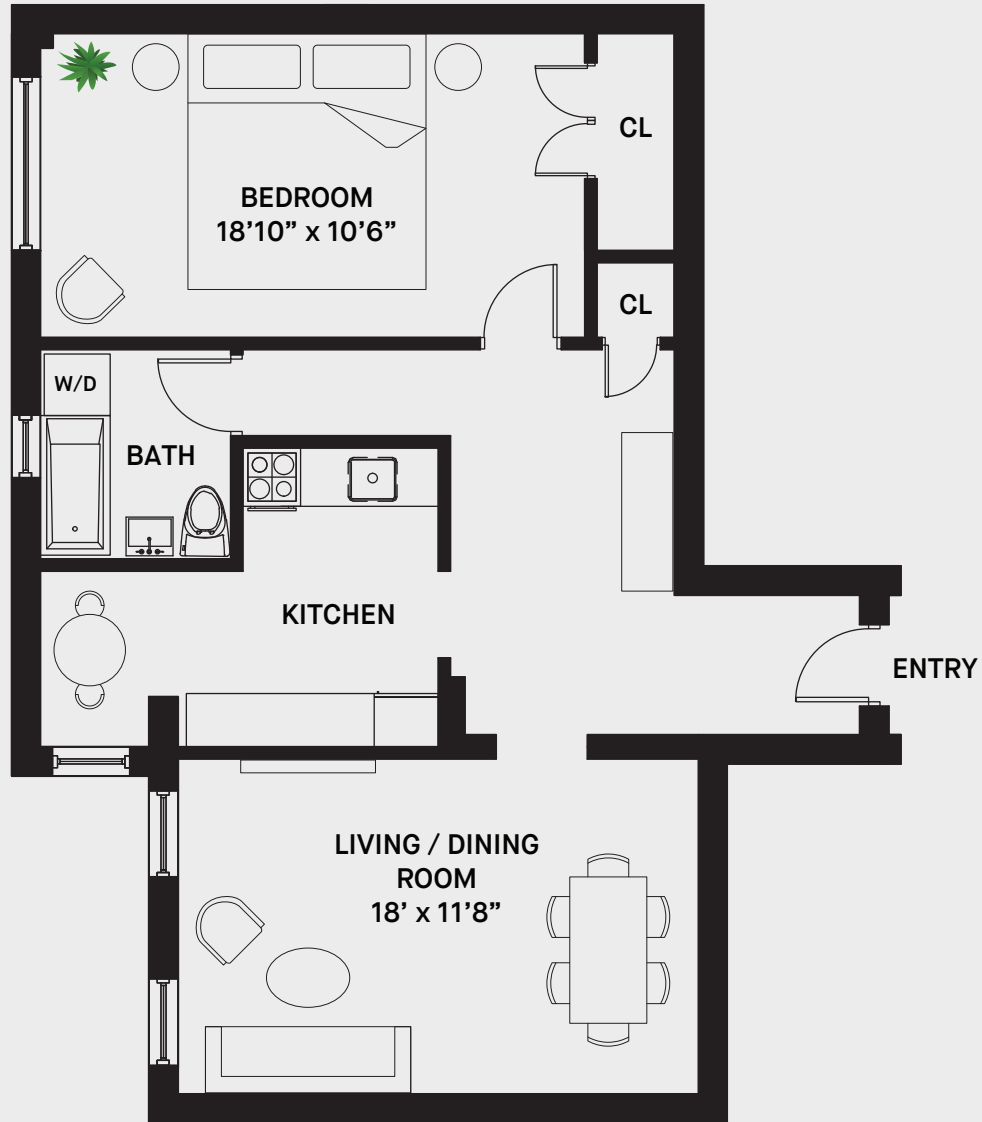 CL
BEDROOM
18’10” x 10’6”
CL
W/D
BATH
KITCHEN
ENTRY
LIVING / DINING
ROOM
18’ x 11’8”